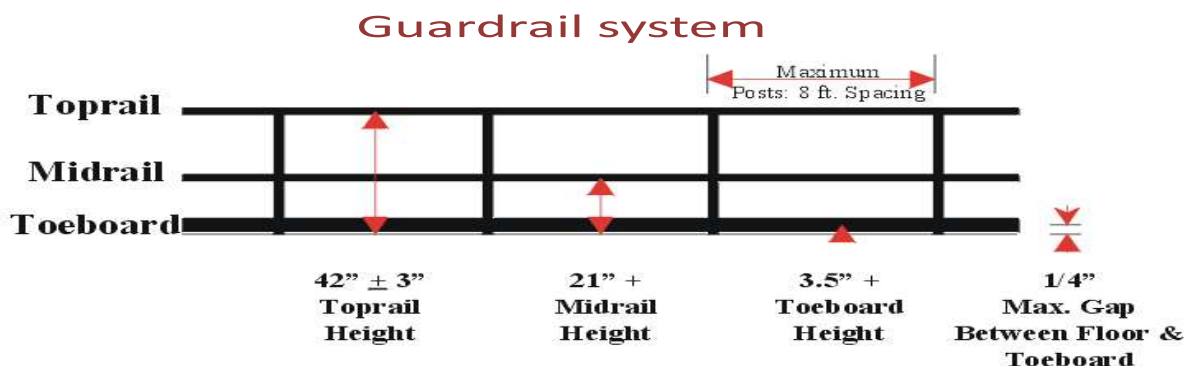 Guardrail system
Maximum
Posts: 8 ft. Spacing
Toprail
Midrail
Toeboard
42” ± 3”
Toprail
Height
21” +
Midrail
Height
3.5” +
Toeboard
Height
1/4”
Max. Gap
Between Floor &
Toeboard